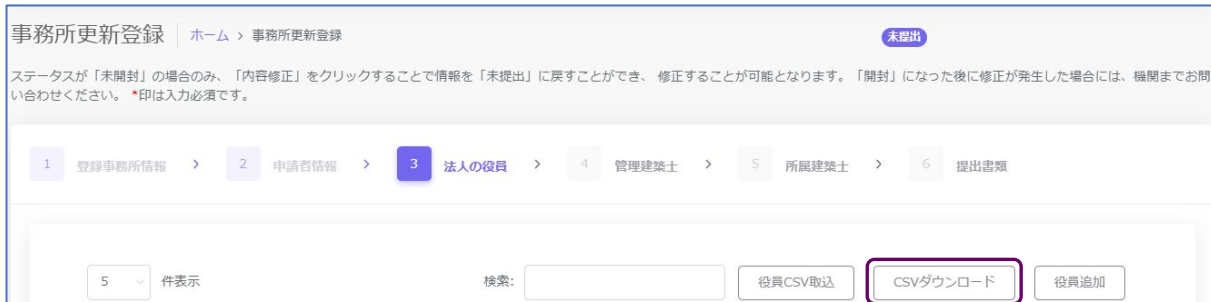 事務所更新登録 ホーム > 事務所更新登録 未提出
ステータスが「未開封」の場合のみ、「内容修正」をクリックすることで情報を「未提出」に戻すことができ、 修正することが可能となります。「開封」になった後に修正が発生した場合には、機関までお問
い合わせください。 *印は入力必須です。
1 登録事務所情報 > 2 申請者情報 > 3 法人の役員 > 4 管理建築士 > 5 所属建築士 > 6 提出書類
5 件表示 検索: 役員CSV取込 CSVダウンロード 役員追加